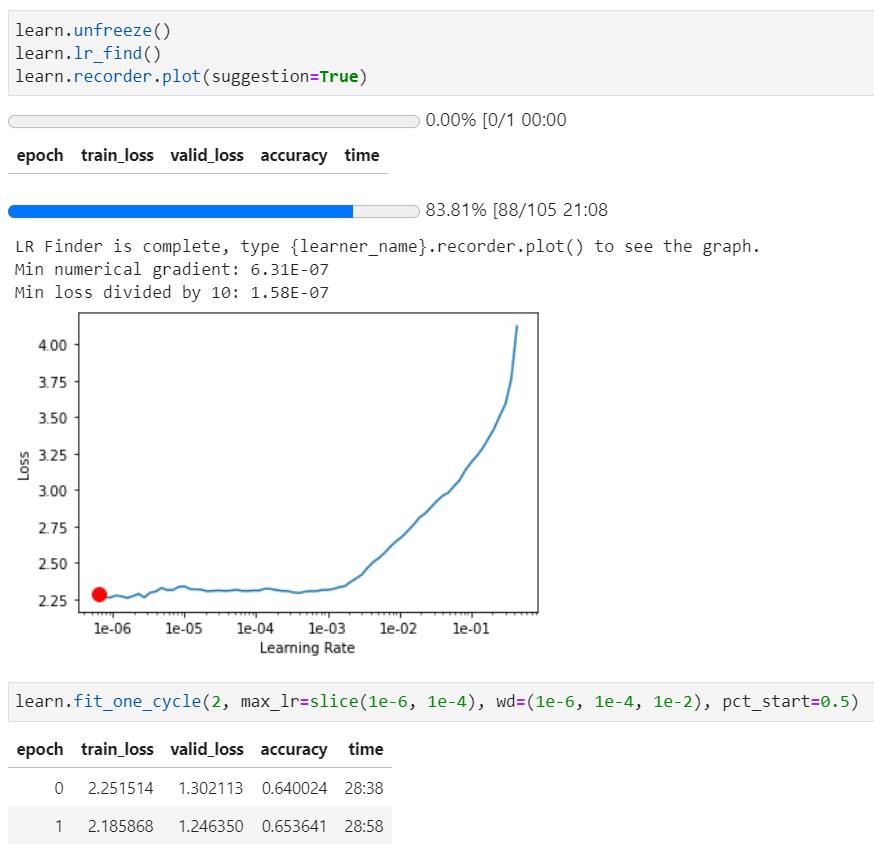 learn.unfreeze()
learn.lr_find()
learn.recorder.plot(suggestion=True)
0.00% [0/1 00:00
epoch train_loss valid_loss accuracy time
83.81% [88/105 21:08
LR Finder is complete, type {learner_name}.recorder.plot() to see the graph.
Min numerical gradient: 6.31E-07
Min loss divided by 10: 1.58E-07
4.00
3.75
3.50
3.25
3.00
2.75
2.50
2.25
Loss
1e-06 1e-05 1e-04 1e-03 1e-02 1e-01
Learning Rate
learn.fit_one_cycle(2, max_lr=slice(1e-6, 1e-4), wd=(1e-6, 1e-4, 1e-2), pct_start=0.5)
epoch train_loss valid_loss accuracy time
0 2.251514 1.302113 0.640024 28:38
1 2.185868 1.246350 0.653641 28:58